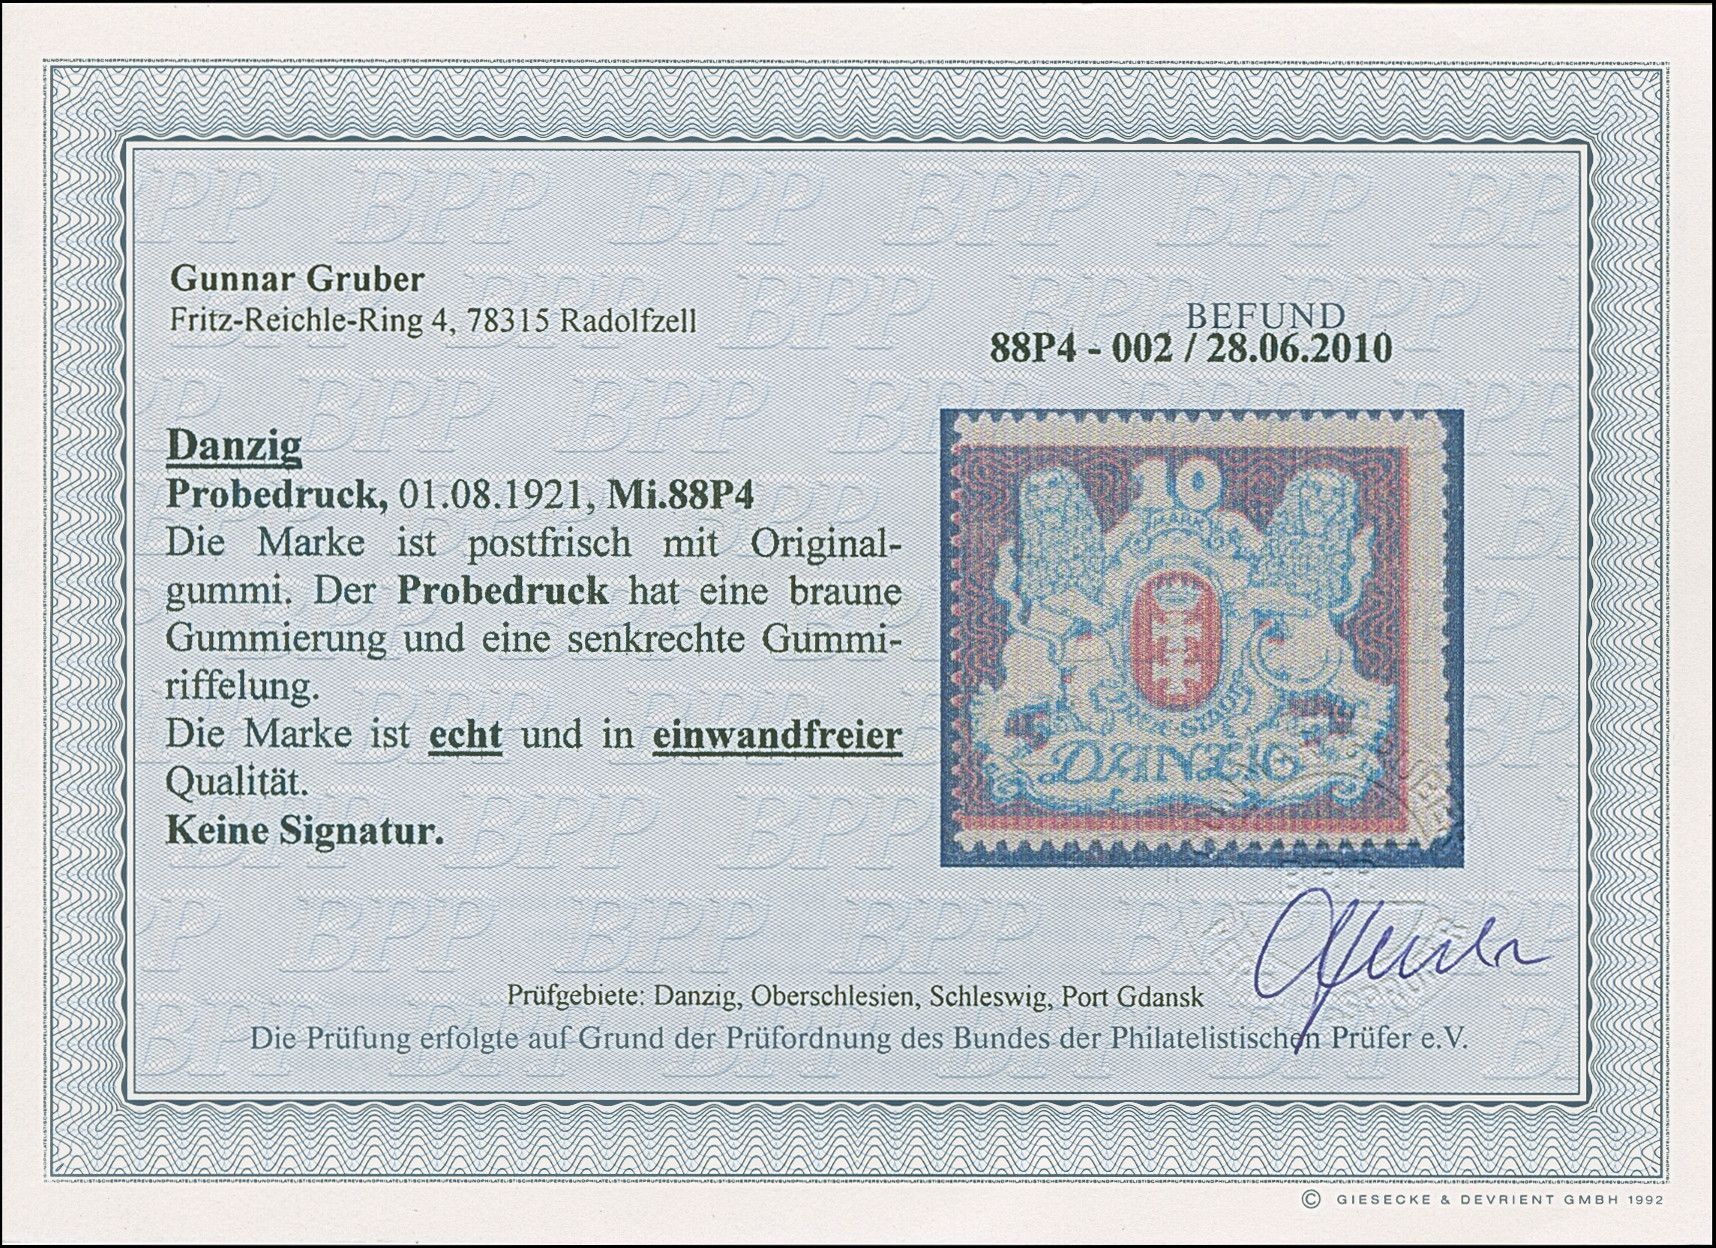 Gunnar Gruber
Fritz-Reichle-Ring 4, 78315 Radolfzell
BEFUND
88P4 - 002 / 28.06.2010
Danzig
Probedruck, 01.08.1921, Mi.88P4
Die Marke ist postfrisch mit Original-
gummi. Der Probedruck hat eine braune
Gummierung und eine senkrechte Gummi-
riffelung.
Die Marke ist echt und in einwandfreier
Qualität.
Keine Signatur.
10
MARK
FREIE STADT
DANZIG
Prüfgebiete: Danzig, Oberschlesien, Schleswig, Port Gdansk
Die Prüfung erfolgte auf Grund der Prüfordnung des Bundes der Philatelistischen Prüfer e.V.
© GIESECKE & DEVRIENT GMBH 1992